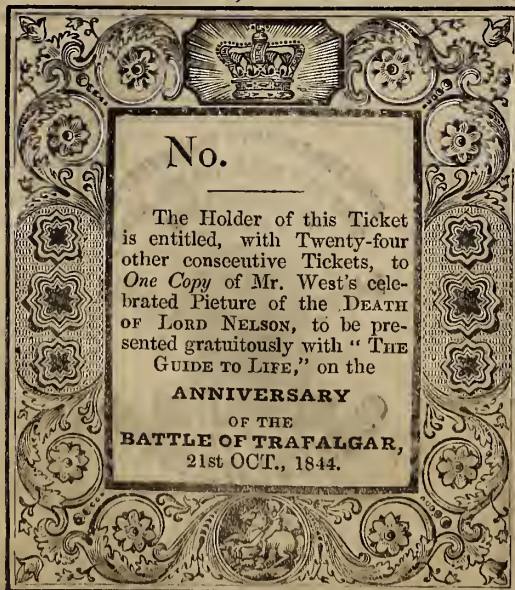 No.
The Holder of this Ticket
is entitled, with Twenty-four
other consecutive Tickets, to
One Copy of Mr. West's cele-
brated Picture of the DEATH
OF LORD NELSON, to be pre-
sented gratuitously with " THE
GUIDE TO LIFE," on the
ANNIVERSARY
OF THE
BATTLE OF TRAFALGAR,
21st OCT., 1844.